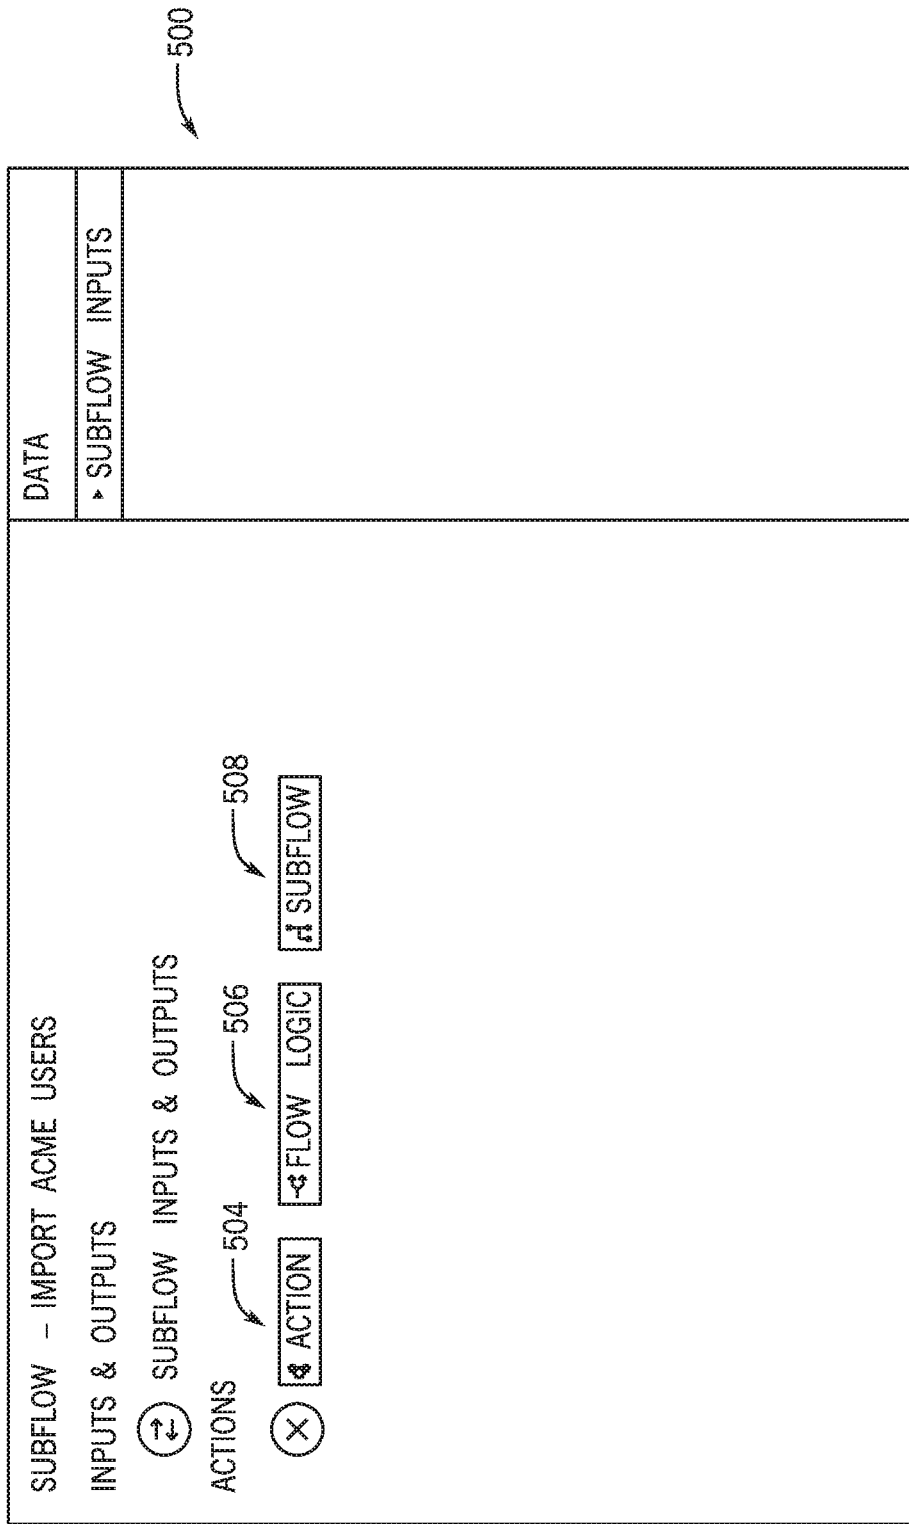 500
SUBFLOW – IMPORT ACME USERS
DATA
INPUTS & OUTPUTS
▸ SUBFLOW INPUTS
SUBFLOW INPUTS & OUTPUTS
ACTIONS
504
506
508
ACTION
FLOW LOGIC
SUBFLOW